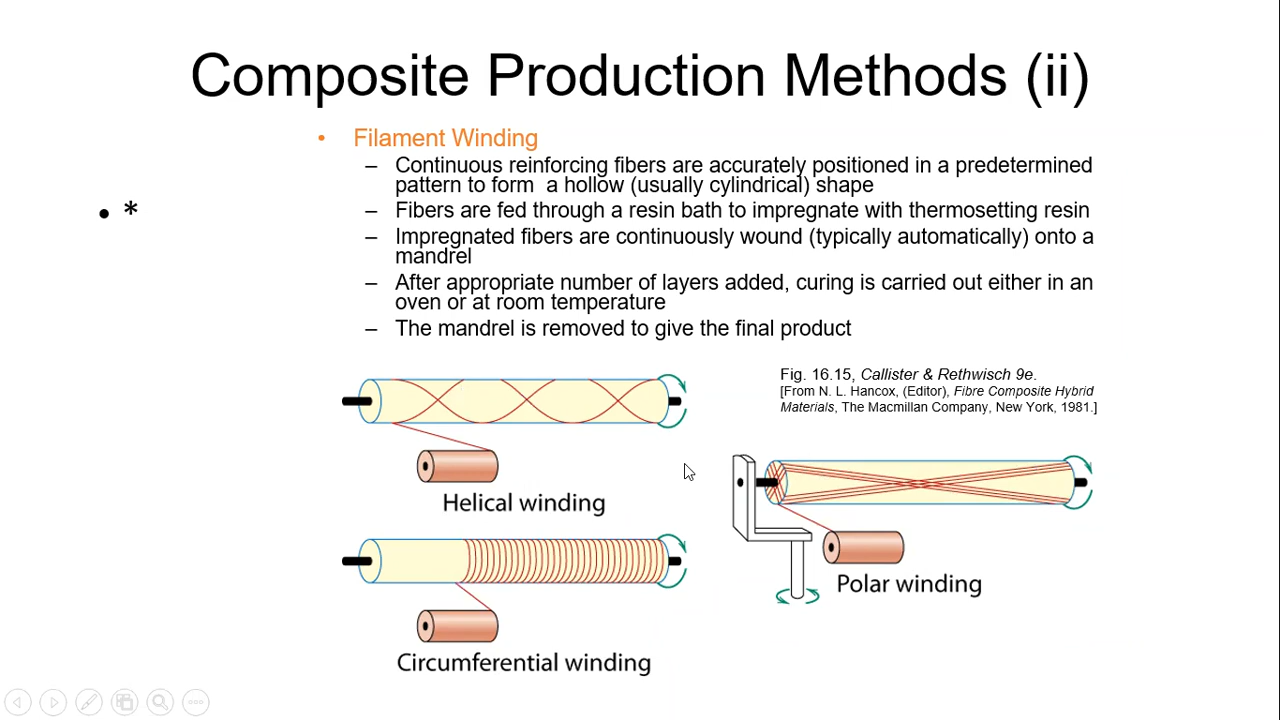 Composite Production Methods (ii)
• *
• Filament Winding
– Continuous reinforcing fibers are accurately positioned in a predetermined
pattern to form a hollow (usually cylindrical) shape
– Fibers are fed through a resin bath to impregnate with thermosetting resin
– Impregnated fibers are continuously wound (typically automatically) onto a
mandrel
– After appropriate number of layers added, curing is carried out either in an
oven or at room temperature
– The mandrel is removed to give the final product
Fig. 16.15, Callister & Rethwisch 9e.
[From N. L. Hancox, (Editor), Fibre Composite Hybrid
Materials, The Macmillan Company, New York, 1981.]
Helical winding
Polar winding
Circumferential winding